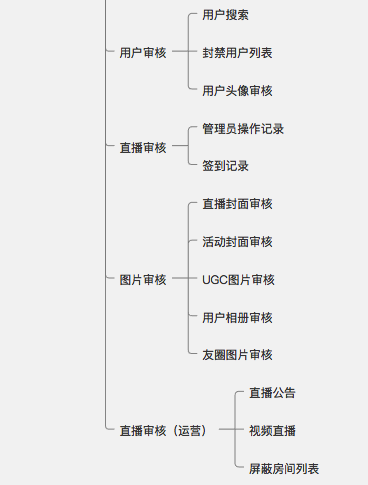 用户审核
用户搜索
封禁用户列表
用户头像审核
直播审核
管理员操作记录
签到记录
图片审核
直播封面审核
活动封面审核
UGC图片审核
用户相册审核
友圈图片审核
直播审核（运营）
直播公告
视频直播
屏蔽房间列表